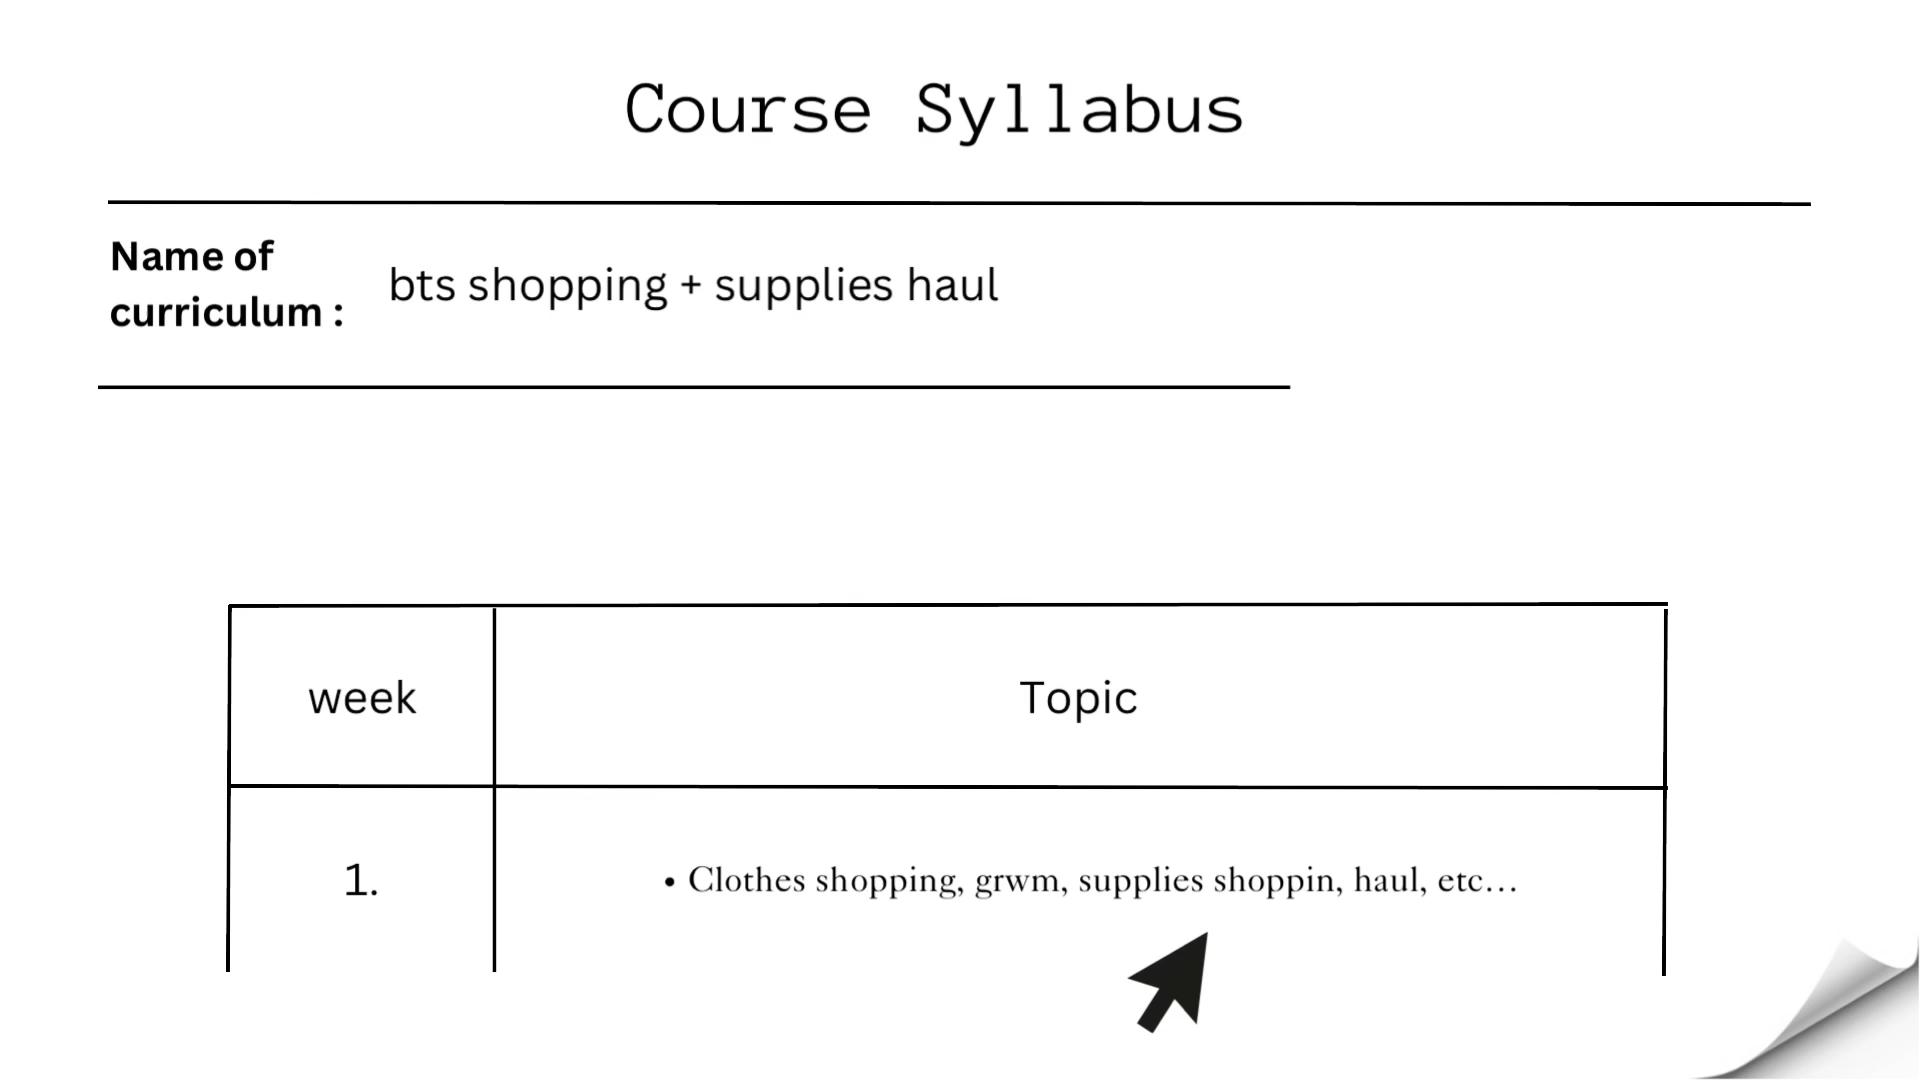 Course Syllabus
Name of
curriculum :
bts shopping + supplies haul
week
Topic
1.
• Clothes shopping, grwm, supplies shoppin, haul, etc...